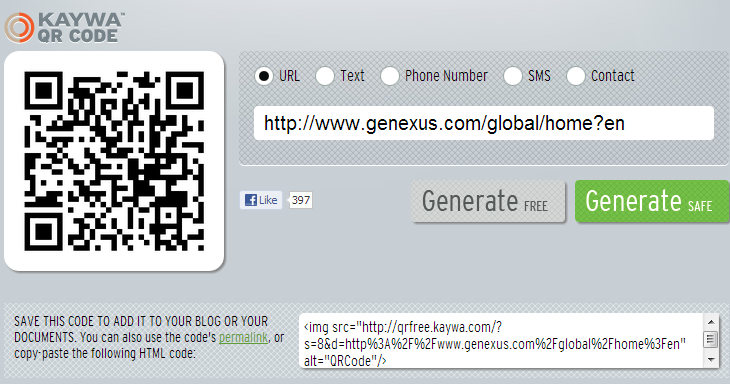 KAYWA™
QR CODE
URL Text Phone Number SMS Contact
http://www.genexus.com/global/home?en
Like 397
Generate FREE
Generate SAFE
SAVE THIS CODE TO ADD IT TO YOUR BLOG OR YOUR
DOCUMENTS. You can also use the code's permalink, or
copy-paste the following HTML code:
<img src="http://qrfree.kaywa.com/?
s=8&d=http%3A%2F%2Fwww.genexus.com%2Fglobal%2Fhome%3Fen"
alt="QRCode"/>